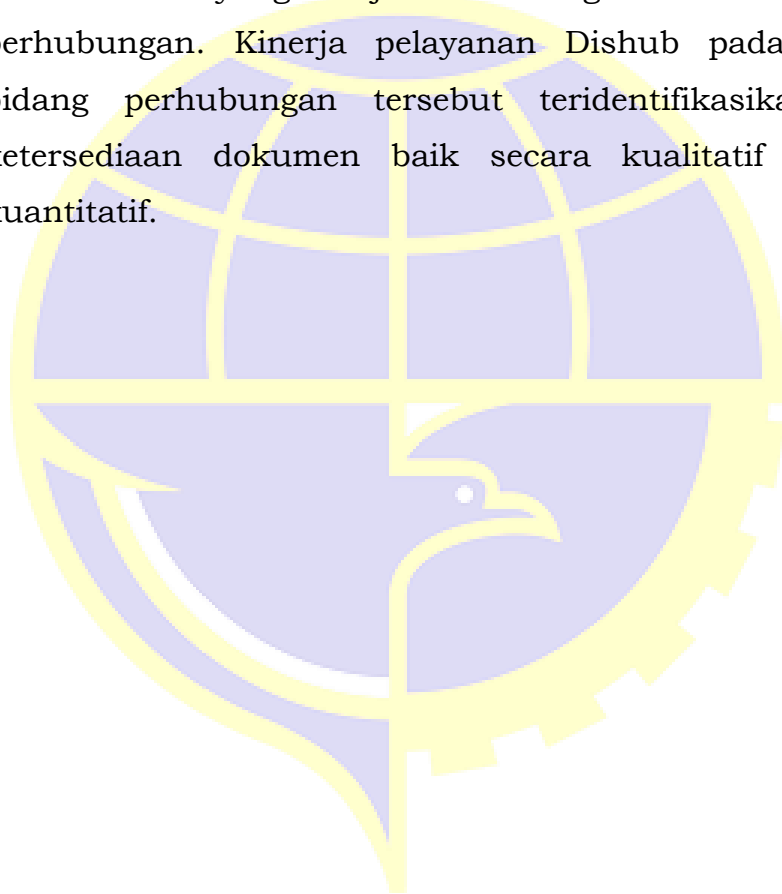 perhubungan. Kinerja pelayanan Dishub pada
bidang perhubungan tersebut teridentifikasika
ketersediaan dokumen baik secara kualitatif
kuantitatif.